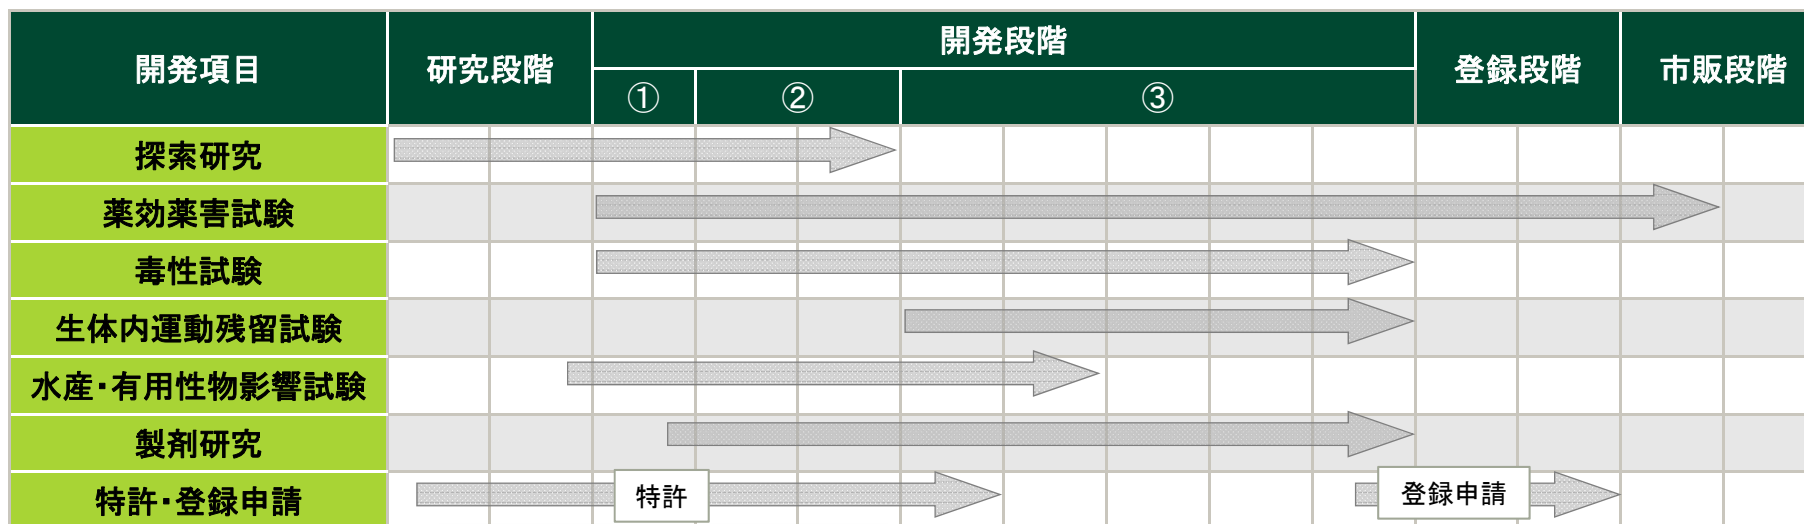 開発項目
研究段階
開発段階
登録段階
市販段階
①
②
③
探索研究
薬効薬害試験
毒性試験
生体内運動残留試験
水産・有用性物影響試験
製剤研究
特許・登録申請
特許
登録申請